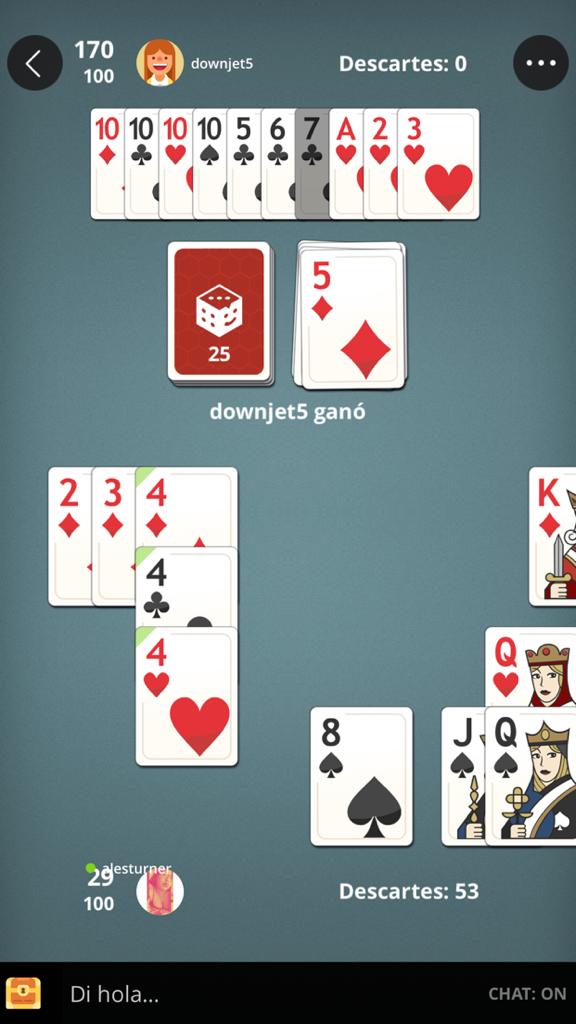 170
100
downjet5
Descartes: 0
10 10 10 10 5 6 7 A 2 3
25
5
downjet5 ganó
2 3 4
K
4
4
Q
8 J Q
alesturner
29
100
Descartes: 53
Di hola...
CHAT: ON